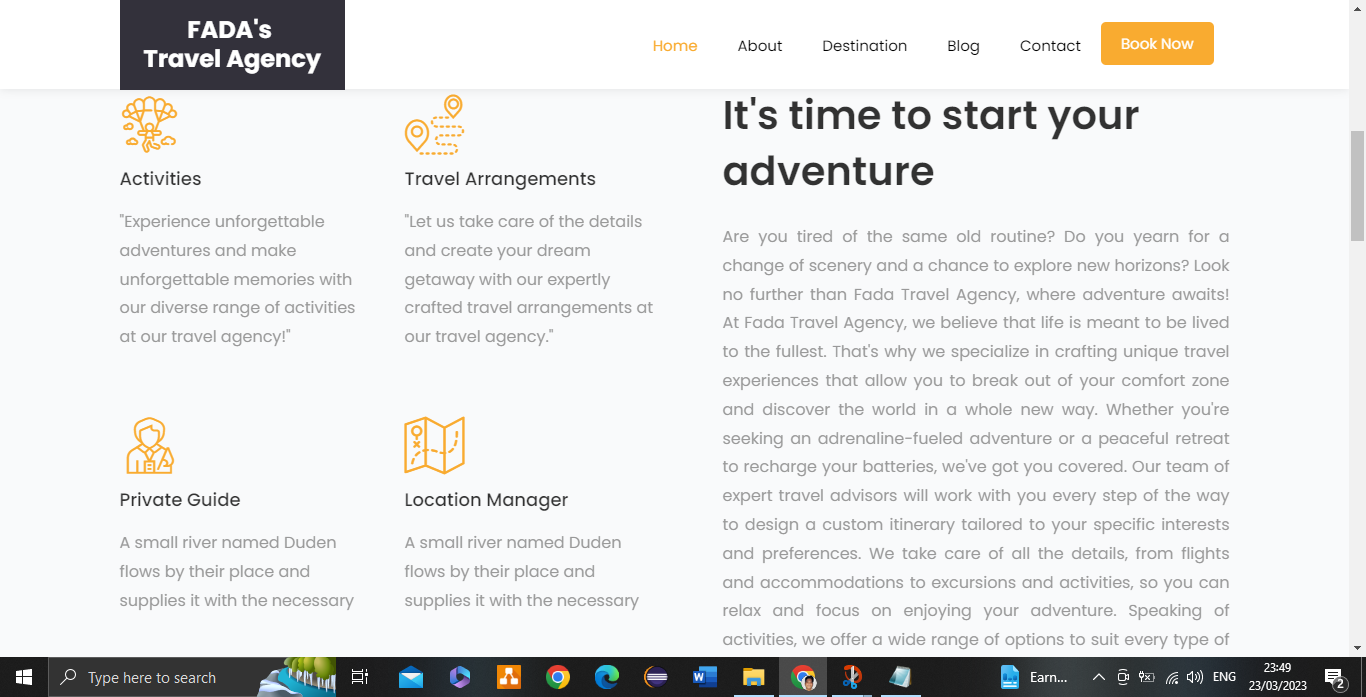 FADA's
Travel Agency
Home
About
Destination
Blog
Contact
Book Now
Activities
"Experience unforgettable
adventures and make
unforgettable memories with
our diverse range of activities
at our travel agency!"
Travel Arrangements
"Let us take care of the details
and create your dream
getaway with our expertly
crafted travel arrangements at
our travel agency."
Private Guide
A small river named Duden
flows by their place and
supplies it with the necessary
Location Manager
A small river named Duden
flows by their place and
supplies it with the necessary
It's time to start your
adventure
Are you tired of the same old routine? Do you yearn for a
change of scenery and a chance to explore new horizons? Look
no further than Fada Travel Agency, where adventure awaits!
At Fada Travel Agency, we believe that life is meant to be lived
to the fullest. That's why we specialize in crafting unique travel
experiences that allow you to break out of your comfort zone
and discover the world in a whole new way. Whether you're
seeking an adrenaline-fueled adventure or a peaceful retreat
to recharge your batteries, we've got you covered. Our team of
expert travel advisors will work with you every step of the way
to design a custom itinerary tailored to your specific interests
and preferences. We take care of all the details, from flights
and accommodations to excursions and activities, so you can
relax and focus on enjoying your adventure. Speaking of
activities, we offer a wide range of options to suit every type of
Type here to search
W
Earn...
ENG
23:49
23/03/2023
2